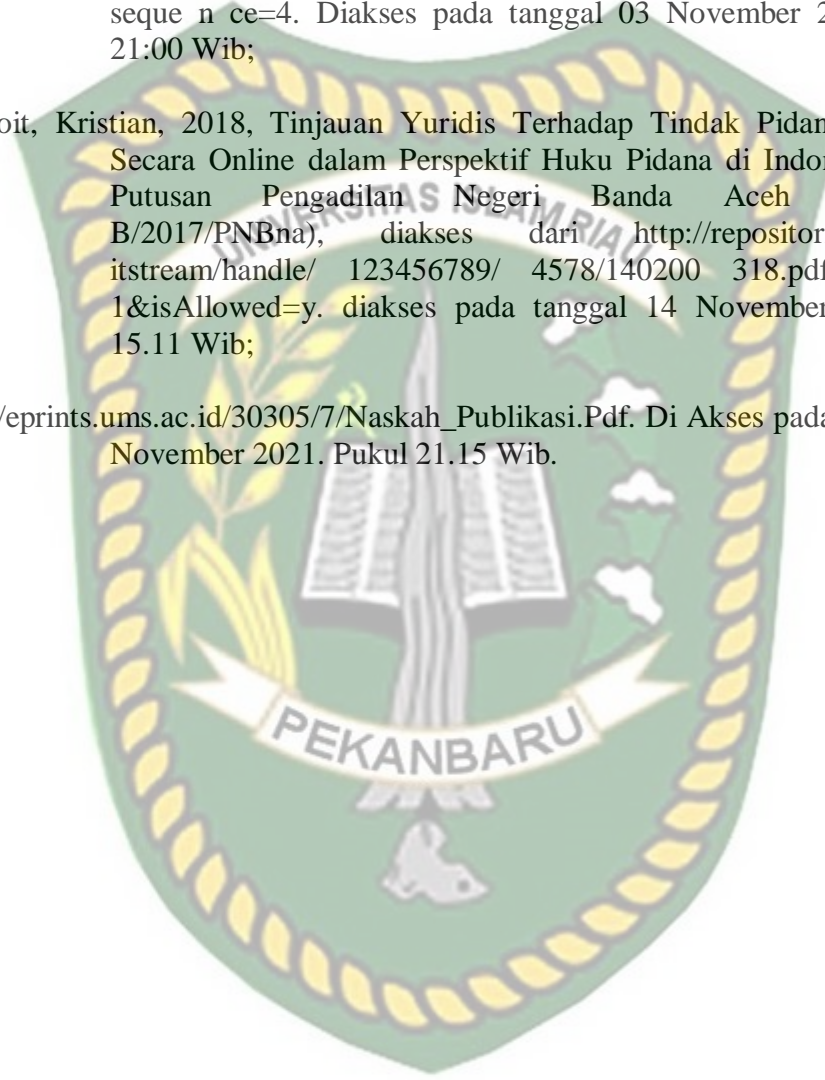 seque n ce=4. Diakses pada tanggal 03 November 2
21:00 Wib;
oit, Kristian, 2018, Tinjauan Yuridis Terhadap Tindak Pidan
Secara Online dalam Perspektif Huku Pidana di Indon
Putusan Pengadilan Negeri Banda Aceh
UNIVERSITAS ISLAM RIAU
B/2017/PNBna), diakses dari http://repositor
itstream/handle/ 123456789/ 4578/140200 318.pdf
1&isAllowed=y. diakses pada tanggal 14 November
15.11 Wib;
/eprints.ums.ac.id/30305/7/Naskah_Publikasi.Pdf. Di Akses pada
November 2021. Pukul 21.15 Wib.
PEKANBARU